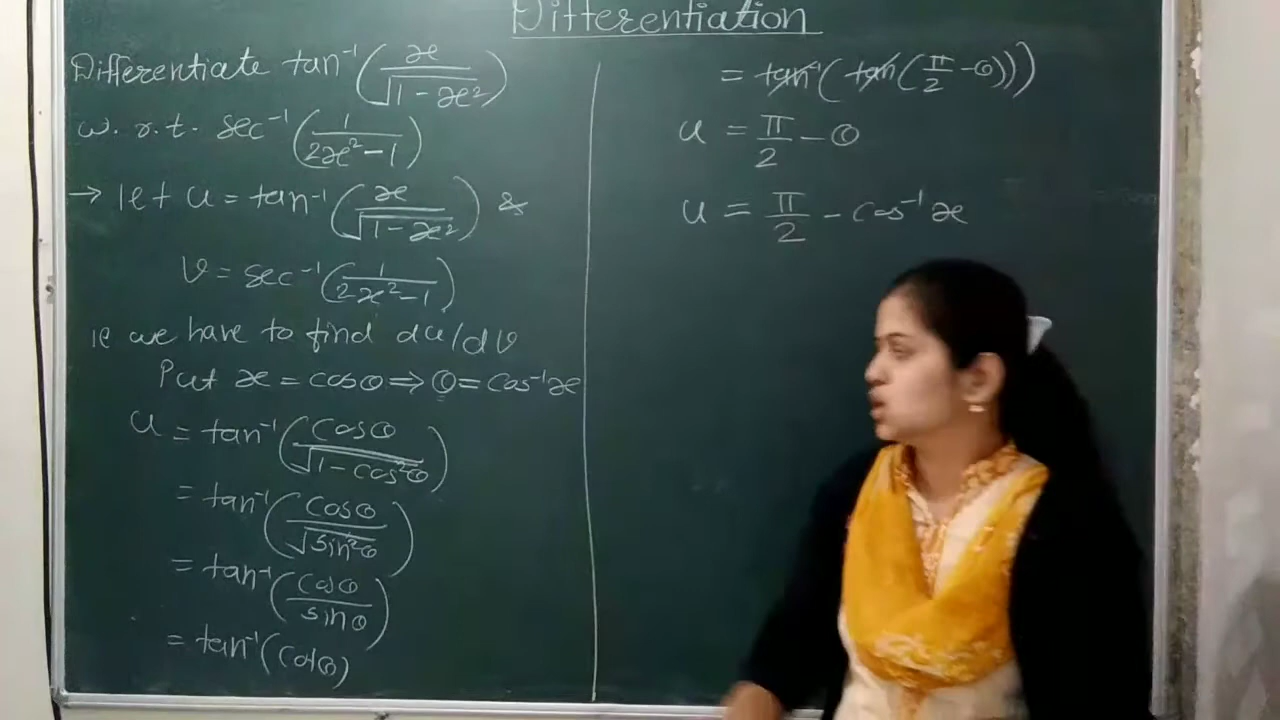 Differentiation
Differentiate tan⁻¹(x/√(1-x²))
w.r.t. sec⁻¹(1/(2x²-1))
→ let u = tan⁻¹(x/√(1-x²)) &
v = sec⁻¹(1/(2x²-1))
ie we have to find du/dv
Put x = cosθ ⇒ θ = cos⁻¹x
u = tan⁻¹(cosθ/√(1-cos²θ))
= tan⁻¹(cosθ/√(sin²θ))
= tan⁻¹(cosθ/sinθ)
= tan⁻¹(cotθ)
= tan⁻¹(tan(π/2-θ)))
u = π/2 - θ
u = π/2 - cos⁻¹x